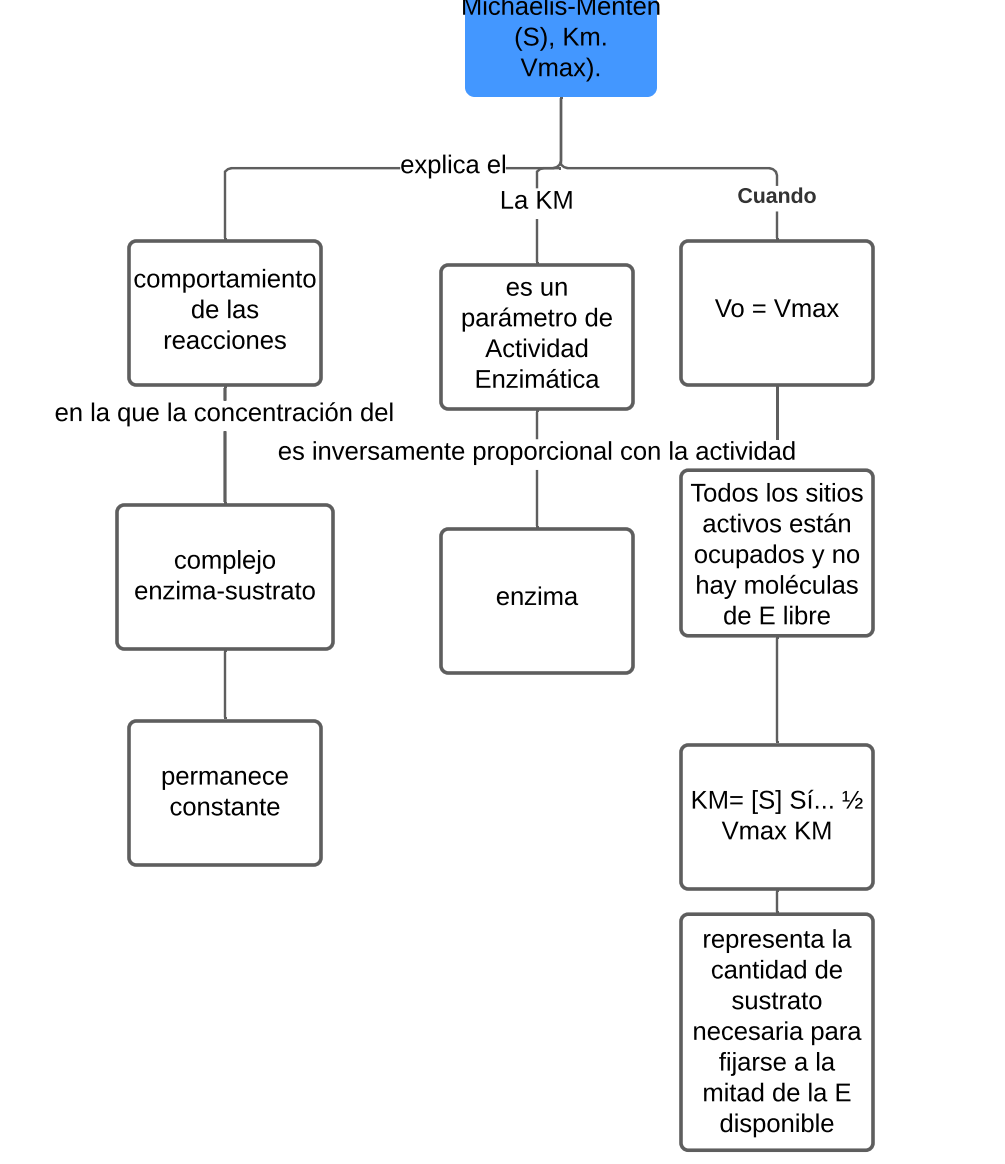 Michaelis-Menten
(S), Km.
Vmax).
explica el
La KM
Cuando
comportamiento
de las
reacciones
es un
parámetro de
Actividad
Enzimática
Vo = Vmax
en la que la concentración del
es inversamente proporcional con la actividad
complejo
enzima-sustrato
enzima
Todos los sitios
activos están
ocupados y no
hay moléculas
de E libre
permanece
constante
KM= [S] Sí... ½
Vmax KM
representa la
cantidad de
sustrato
necesaria para
fijarse a la
mitad de la E
disponible